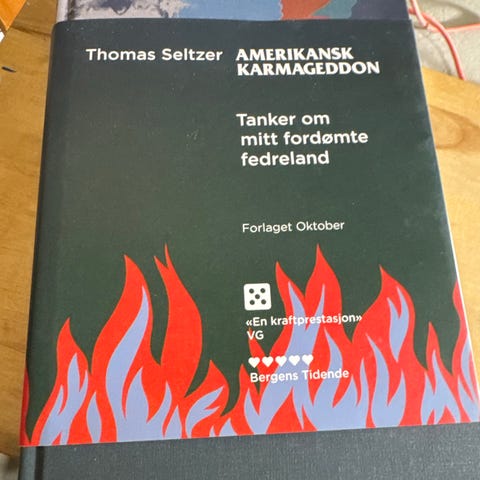 Thomas Seltzer
AMERIKANSK
KARMAGEDDON
Tanker om
mitt fordømte
fedreland
Forlaget Oktober
«En kraftprestasjon»
VG
Bergens Tidende